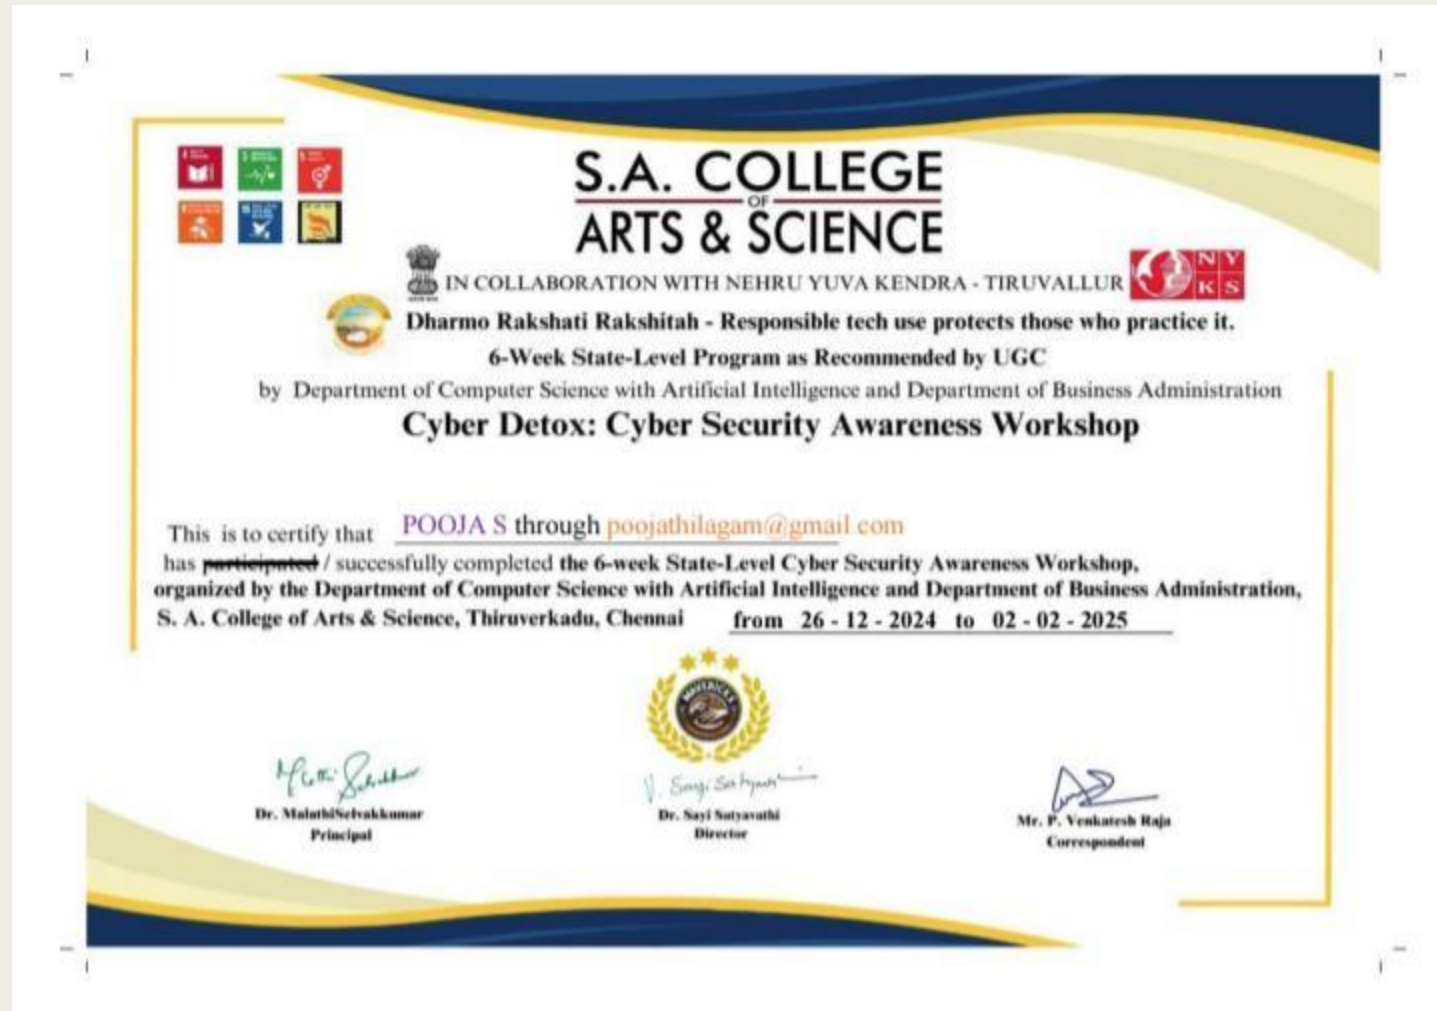 S.A. COLLEGE
OF
ARTS & SCIENCE
IN COLLABORATION WITH NEHRU YUVA KENDRA - TIRUVALLUR
N Y
K S
Dharmo Rakshati Rakshitah - Responsible tech use protects those who practice it.
6-Week State-Level Program as Recommended by UGC
by Department of Computer Science with Artificial Intelligence and Department of Business Administration
Cyber Detox: Cyber Security Awareness Workshop
This is to certify that POOJA S through poojathilagam@gmail.com
has participated / successfully completed the 6-week State-Level Cyber Security Awareness Workshop,
organized by the Department of Computer Science with Artificial Intelligence and Department of Business Administration,
S. A. College of Arts & Science, Thiruverkadu, Chennai from 26 - 12 - 2024 to 02 - 02 - 2025
MAVERICKS
Dr. MalathiSelvakkumar
Principal
Dr. Sayi Satyavathi
Director
Mr. P. Venkatesh Raja
Correspondent